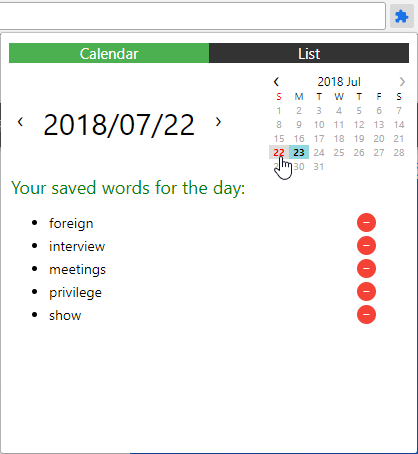 Calendar List
‹ 2018 Jul ›
S M T W T F S
1 2 3 4 5 6 7
8 9 10 11 12 13 14
15 16 17 18 19 20 21
22 23 24 25 26 27 28
30 31
‹ 2018/07/22 ›
Your saved words for the day:
• foreign −
• interview −
• meetings −
• privilege −
• show −